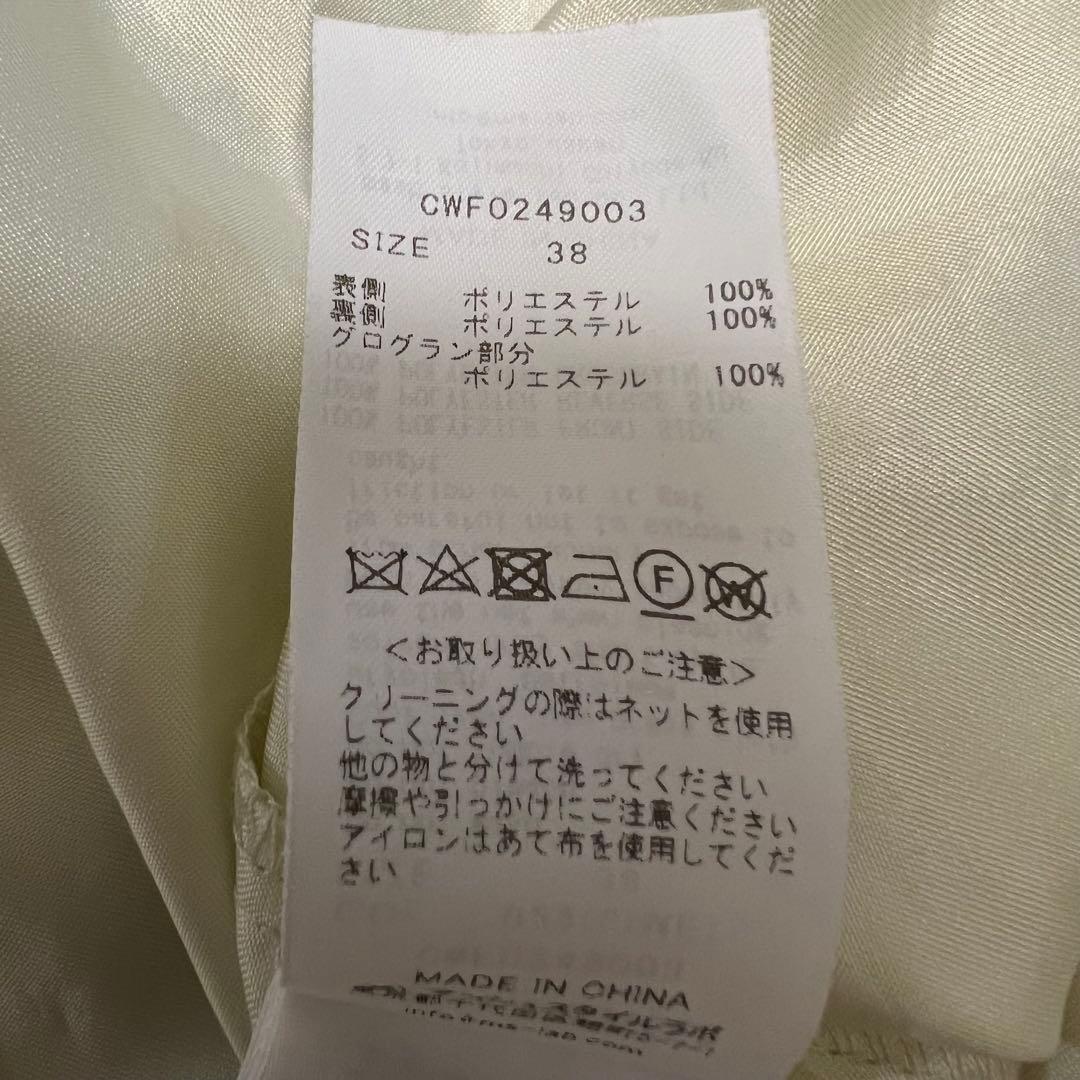 CWF0249003
SIZE 38
表側 ポリエステル 100%
裏側 ポリエステル 100%
グログラン部分
ポリエステル 100%
F
W
<お取り扱い上のご注意>
クリーニングの際はネットを使用
してください
他の物と分けて洗ってください
摩擦や引っかけにご注意ください
アイロンはあて布を使用してくだ
さい
MADE IN CHINA